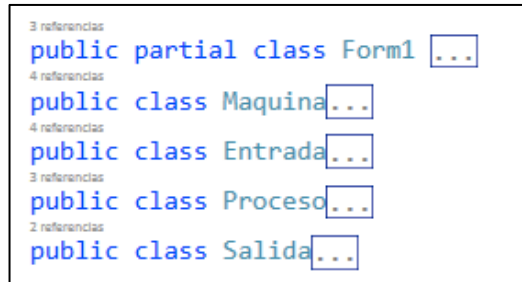 3 referencias
public partial class Form1 ...
4 referencias
public class Maquina...
4 referencias
public class Entrada...
3 referencias
public class Proceso...
2 referencias
public class Salida...